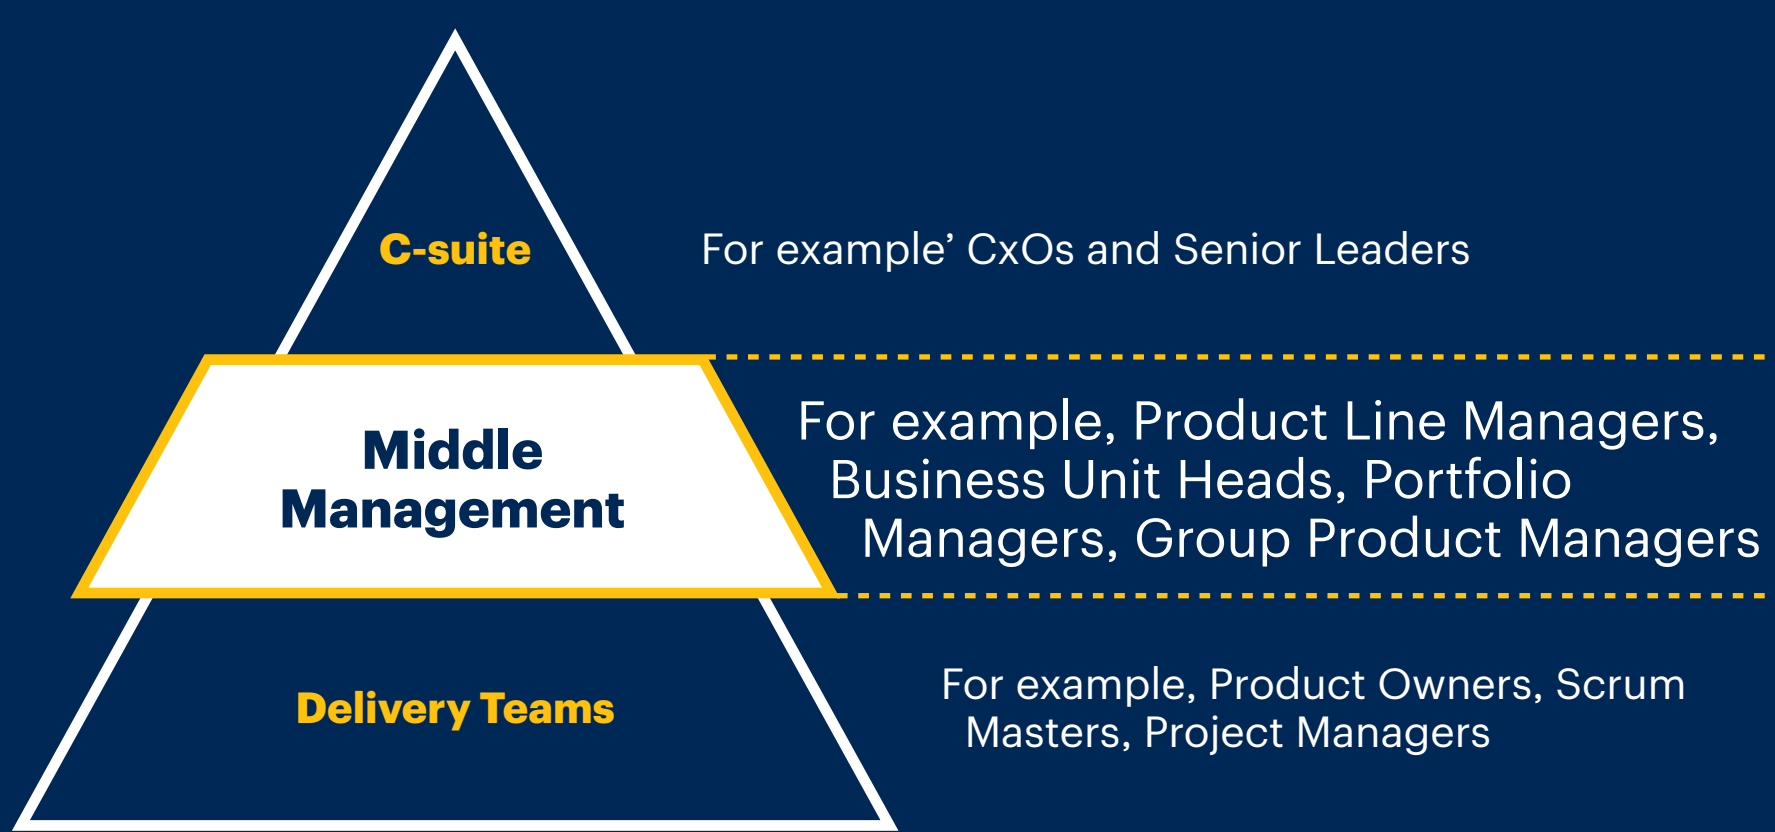 C-suite
For example’ CxOs and Senior Leaders
Middle
Management
For example, Product Line Managers,
Business Unit Heads, Portfolio
Managers, Group Product Managers
Delivery Teams
For example, Product Owners, Scrum
Masters, Project Managers